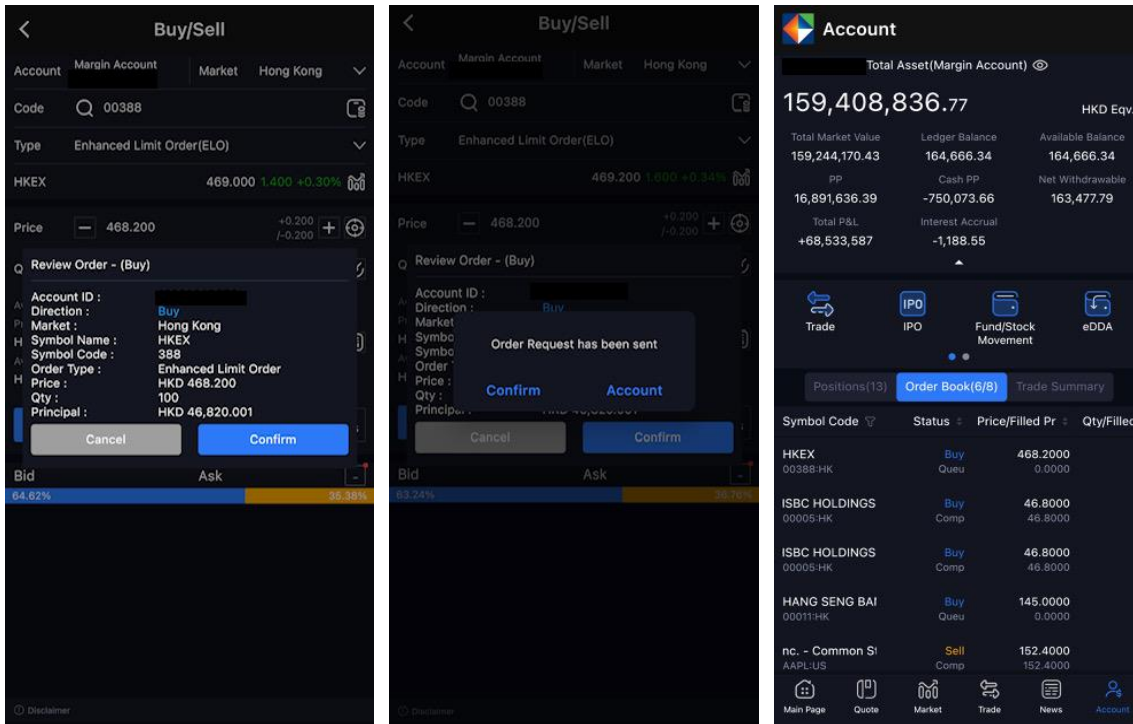 Buy/Sell
Account Margin Account Market Hong Kong
Code 00388
Type Enhanced Limit Order(ELO)
HKEX 469.000 1.400 +0.30%
Price 468.200 +0.200 /-0.200
Review Order - (Buy)
Account ID :
Direction : Buy
Market : Hong Kong
Symbol Name : HKEX
Symbol Code : 388
Order Type : Enhanced Limit Order
Price : HKD 468.200
Qty : 100
Principal : HKD 46,820.001
Cancel Confirm
Bid Ask
64.62% 35.38%
Disclaimer
Buy/Sell
Account Margin Account Market Hong Kong
Code 00388
Type Enhanced Limit Order(ELO)
HKEX 469.200 1.600 +0.34%
Price 468.200 +0.200 /-0.200
Review Order - (Buy)
Account ID :
Direction : Buy
Market
Order Request has been sent
Confirm Account
Price :
Qty :
Cancel Confirm
Bid Ask
63.24% 36.76%
Disclaimer
Account
Total Asset(Margin Account)
159,408,836.77 HKD Eqv.
Total Market Value Ledger Balance Available Balance
159,244,170.43 164,666.34 164,666.34
PP Cash PP Net Withdrawable
16,891,636.39 -750,073.66 163,477.79
Total P&L Interest Accrual
+68,533,587 -1,188.55
IPO
Trade IPO Fund/Stock Movement eDDA
Positions(13) Order Book(6/8) Trade Summary
Symbol Code Status Price/Filled Pr Qty/Filled
HKEX Buy 468.2000
00388:HK Queu 0.0000
ISBC HOLDINGS Buy 46.8000
00005:HK Comp 46.8000
ISBC HOLDINGS Buy 46.8000
00005:HK Comp 46.8000
HANG SENG BAI Buy 145.0000
00011:HK Queu 0.0000
nc. - Common St Sell 152.4000
AAPL:US Comp 152.4000
Main Page Quote Market Trade News Account